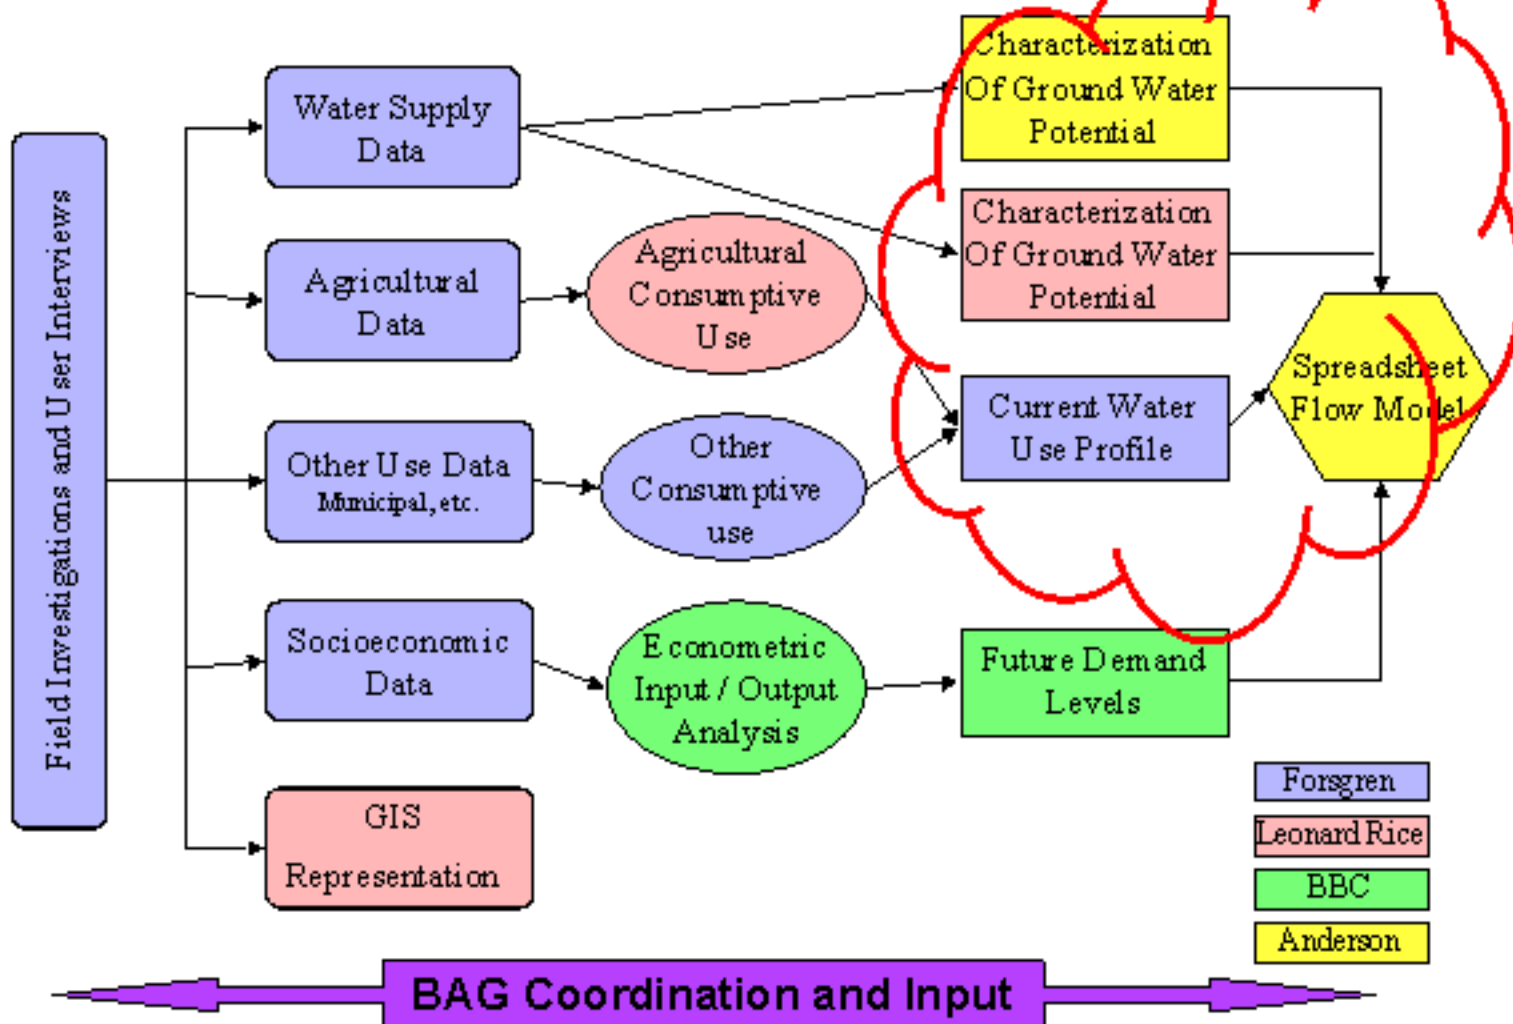 Field Investigations and User Interviews
Water Supply
Data
Agricultural
Data
Other Use Data
Municipal, etc.
Socioeconomic
Data
GIS
Representation
Agricultural
Consumptive
Use
Other
Consumptive
use
Econometric
Input / Output
Analysis
Characterization
Of Ground Water
Potential
Characterization
Of Ground Water
Potential
Current Water
Use Profile
Future Demand
Levels
Spreadsheet
Flow Model
Forsgren
Leonard Rice
BBC
Anderson
BAG Coordination and Input